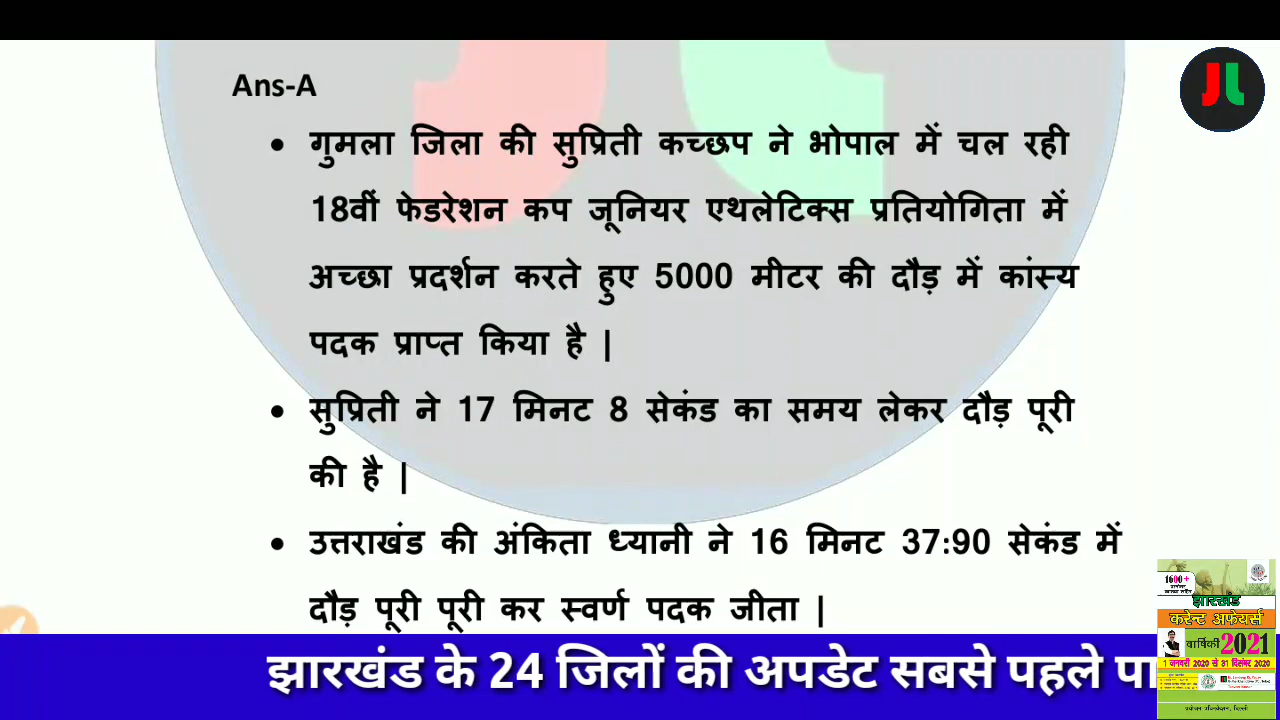 Ans-A
• गुमला जिला की सुप्रिती कच्छप ने भोपाल में चल रही
18वीं फेडरेशन कप जूनियर एथलेटिक्स प्रतियोगिता में
अच्छा प्रदर्शन करते हुए 5000 मीटर की दौड़ में कांस्य
पदक प्राप्त किया है |
• सुप्रिती ने 17 मिनट 8 सेकंड का समय लेकर दौड़ पूरी
की है |
• उत्तराखंड की अंकिता ध्यानी ने 16 मिनट 37:90 सेकंड में
दौड़ पूरी पूरी कर स्वर्ण पदक जीता |
झारखंड के 24 जिलों की अपडेट सबसे पहले पा
1600+
झारखंड
करेन्ट अफेयर्स
वार्षिकी 2021
1 जनवरी 2020 से 31 दिसंबर 2020